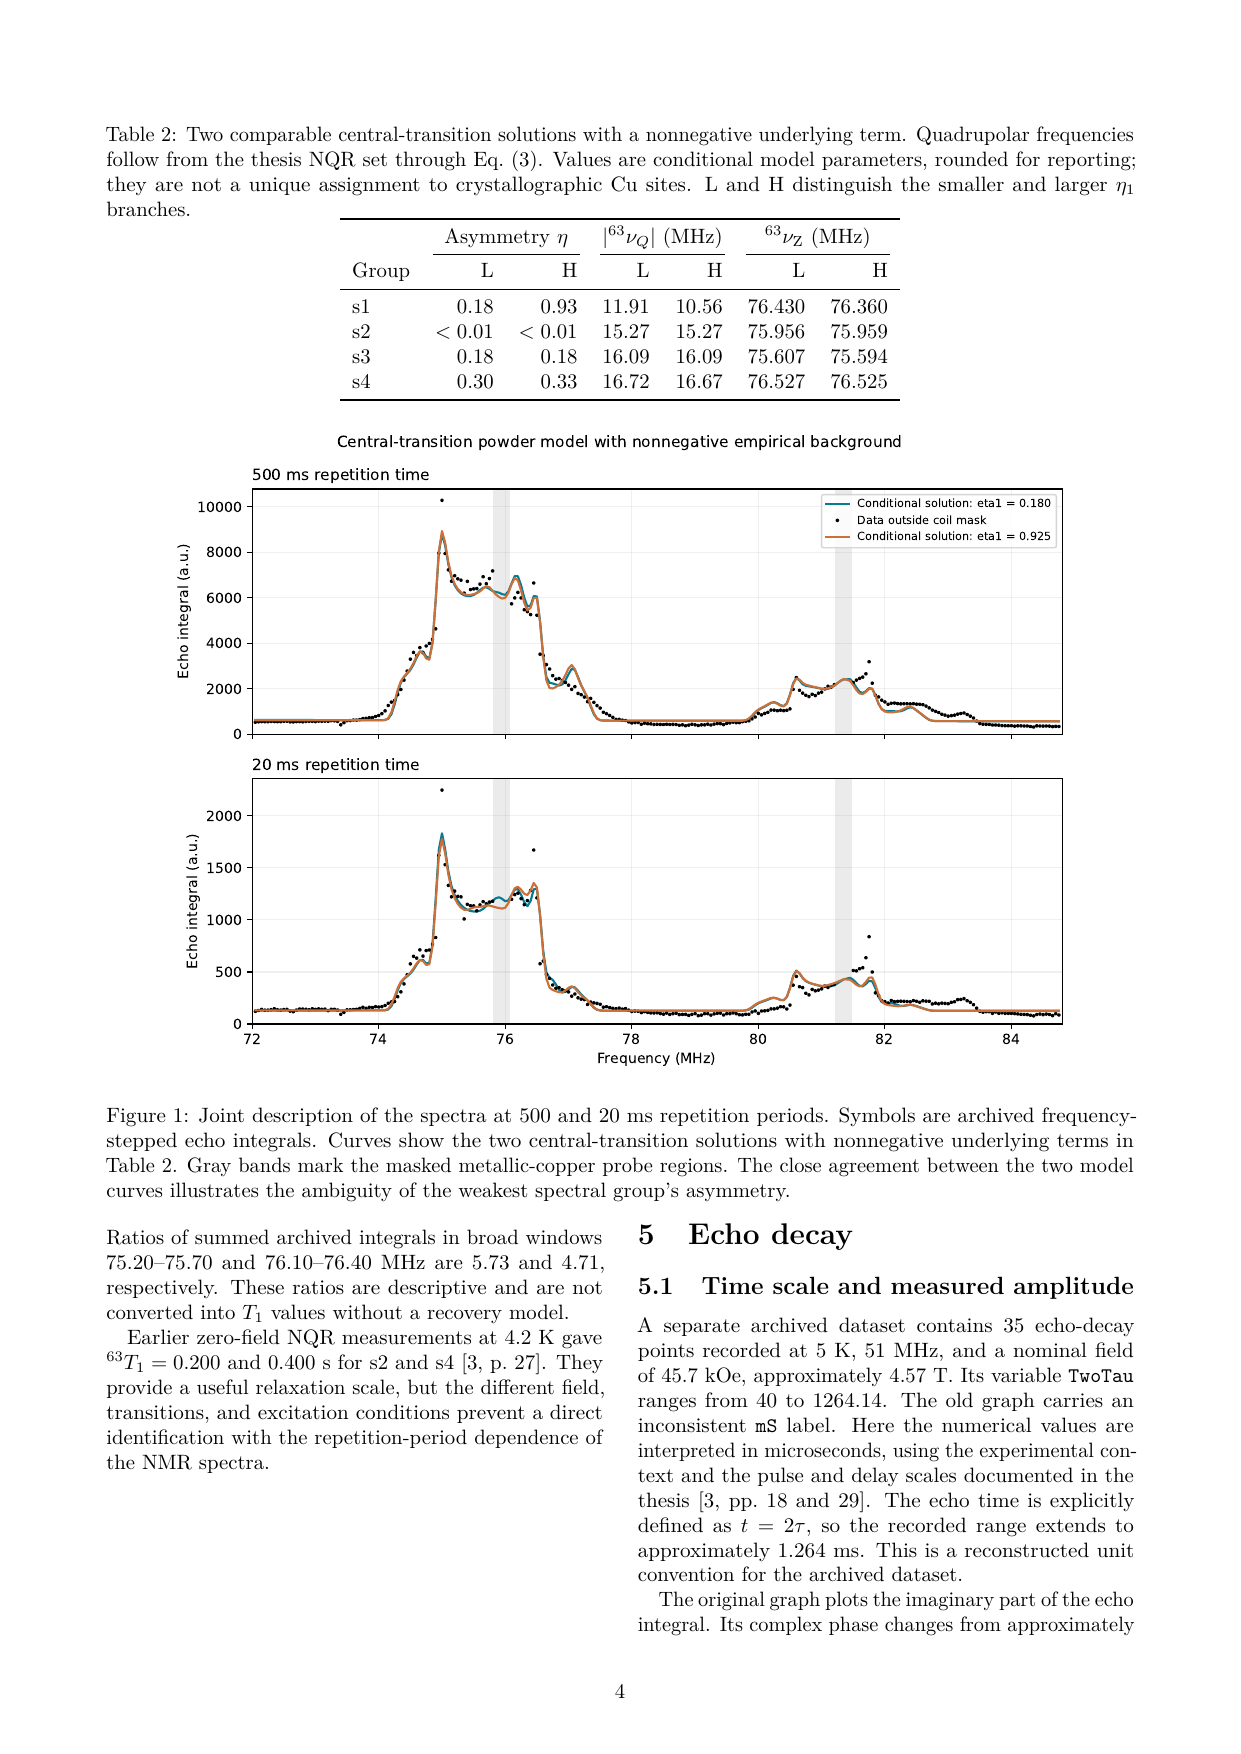 Table 2: Two comparable central-transition solutions with a nonnegative underlying term. Quadrupolar frequencies
follow from the thesis NQR set through Eq. (3). Values are conditional model parameters, rounded for reporting;
they are not a unique assignment to crystallographic Cu sites. L and H distinguish the smaller and larger η₁
branches.
Asymmetry η |⁶³ν_Q| (MHz) ⁶³ν_Z (MHz)
Group L H L H L H
s1 0.18 0.93 11.91 10.56 76.430 76.360
s2 < 0.01 < 0.01 15.27 15.27 75.956 75.959
s3 0.18 0.18 16.09 16.09 75.607 75.594
s4 0.30 0.33 16.72 16.67 76.527 76.525
Central-transition powder model with nonnegative empirical background
500 ms repetition time
Echo integral (a.u.)
10000
8000
6000
4000
2000
0
Conditional solution: eta1 = 0.180
Data outside coil mask
Conditional solution: eta1 = 0.925
20 ms repetition time
Echo integral (a.u.)
2000
1500
1000
500
0
72 74 76 78 80 82 84
Frequency (MHz)
Figure 1: Joint description of the spectra at 500 and 20 ms repetition periods. Symbols are archived frequency-
stepped echo integrals. Curves show the two central-transition solutions with nonnegative underlying terms in
Table 2. Gray bands mark the masked metallic-copper probe regions. The close agreement between the two model
curves illustrates the ambiguity of the weakest spectral group's asymmetry.
Ratios of summed archived integrals in broad windows
75.20–75.70 and 76.10–76.40 MHz are 5.73 and 4.71,
respectively. These ratios are descriptive and are not
converted into T₁ values without a recovery model.
Earlier zero-field NQR measurements at 4.2 K gave
⁶³T₁ = 0.200 and 0.400 s for s2 and s4 [3, p. 27]. They
provide a useful relaxation scale, but the different field,
transitions, and excitation conditions prevent a direct
identification with the repetition-period dependence of
the NMR spectra.
5 Echo decay
5.1 Time scale and measured amplitude
A separate archived dataset contains 35 echo-decay
points recorded at 5 K, 51 MHz, and a nominal field
of 45.7 kOe, approximately 4.57 T. Its variable TwoTau
ranges from 40 to 1264.14. The old graph carries an
inconsistent mS label. Here the numerical values are
interpreted in microseconds, using the experimental con-
text and the pulse and delay scales documented in the
thesis [3, pp. 18 and 29]. The echo time is explicitly
defined as t = 2τ, so the recorded range extends to
approximately 1.264 ms. This is a reconstructed unit
convention for the archived dataset.
The original graph plots the imaginary part of the echo
integral. Its complex phase changes from approximately
4